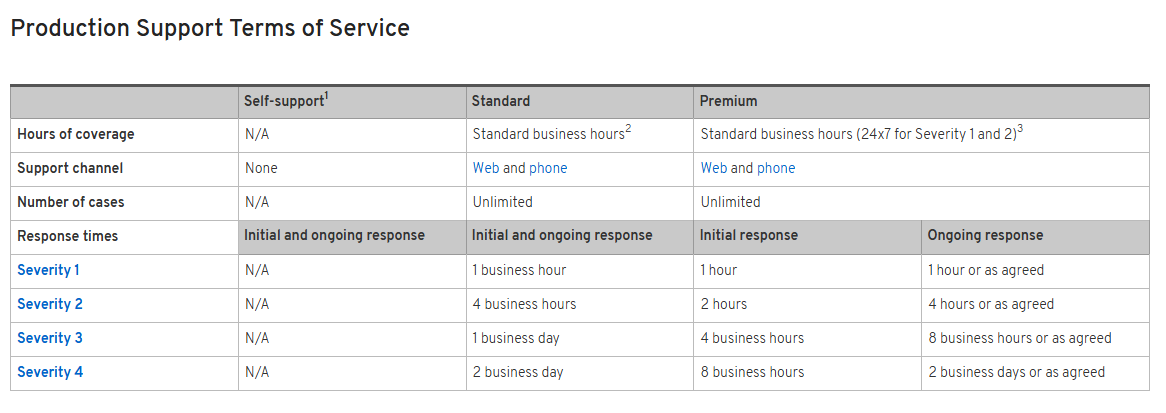 Production Support Terms of Service
Self-support1 Standard Premium
Hours of coverage N/A Standard business hours2 Standard business hours (24x7 for Severity 1 and 2)3
Support channel None Web and phone Web and phone
Number of cases N/A Unlimited Unlimited
Response times Initial and ongoing response Initial and ongoing response Initial response Ongoing response
Severity 1 N/A 1 business hour 1 hour 1 hour or as agreed
Severity 2 N/A 4 business hours 2 hours 4 hours or as agreed
Severity 3 N/A 1 business day 4 business hours 8 business hours or as agreed
Severity 4 N/A 2 business day 8 business hours 2 business days or as agreed